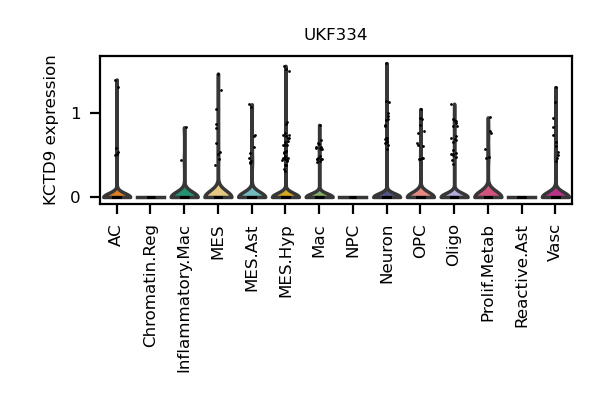 UKF334
KCTD9 expression
1
0
AC
Chromatin.Reg
Inflammatory.Mac
MES
MES.Ast
MES.Hyp
Mac
NPC
Neuron
OPC
Oligo
Prolif.Metab
Reactive.Ast
Vasc